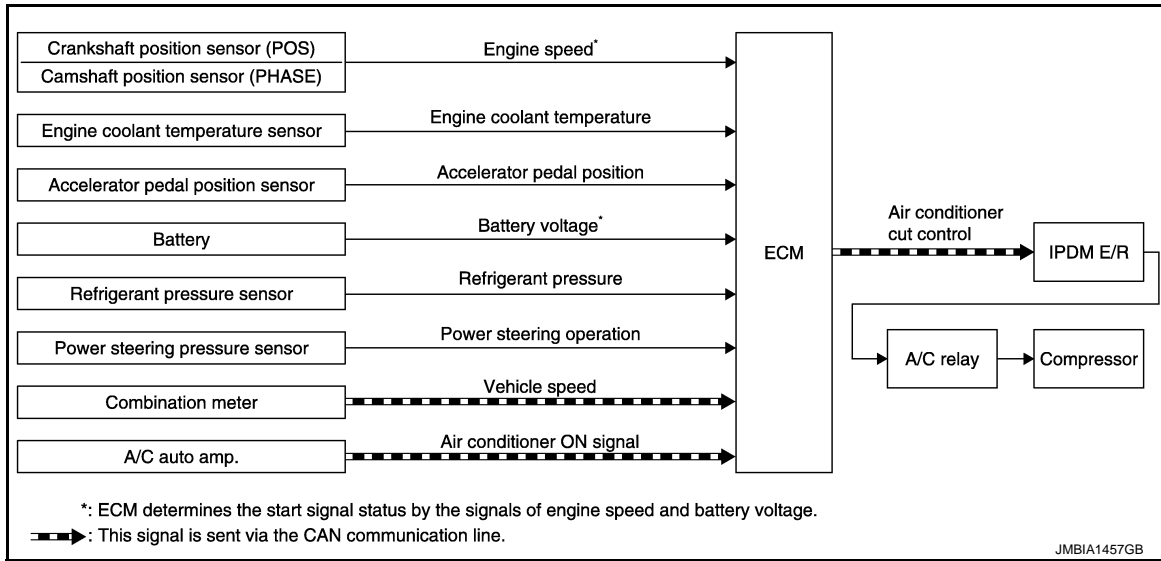 Crankshaft position sensor (POS)
Engine speed*
Camshaft position sensor (PHASE)
Engine coolant temperature sensor
Engine coolant temperature
Accelerator pedal position sensor
Accelerator pedal position
Battery
Battery voltage*
Refrigerant pressure sensor
Refrigerant pressure
Power steering pressure sensor
Power steering operation
Combination meter
Vehicle speed
A/C auto amp.
Air conditioner ON signal
ECM
Air conditioner
cut control
IPDM E/R
A/C relay
Compressor
*: ECM determines the start signal status by the signals of engine speed and battery voltage.
: This signal is sent via the CAN communication line.
JMBIA1457GB